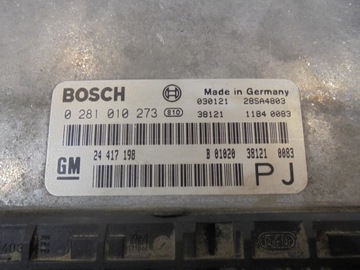 BOSCH Made in Germany
030121 28SA4803
0 281 010 273 810 38121 1184 0083
GM 24 417 198 B 01020 38121 0083
PJ